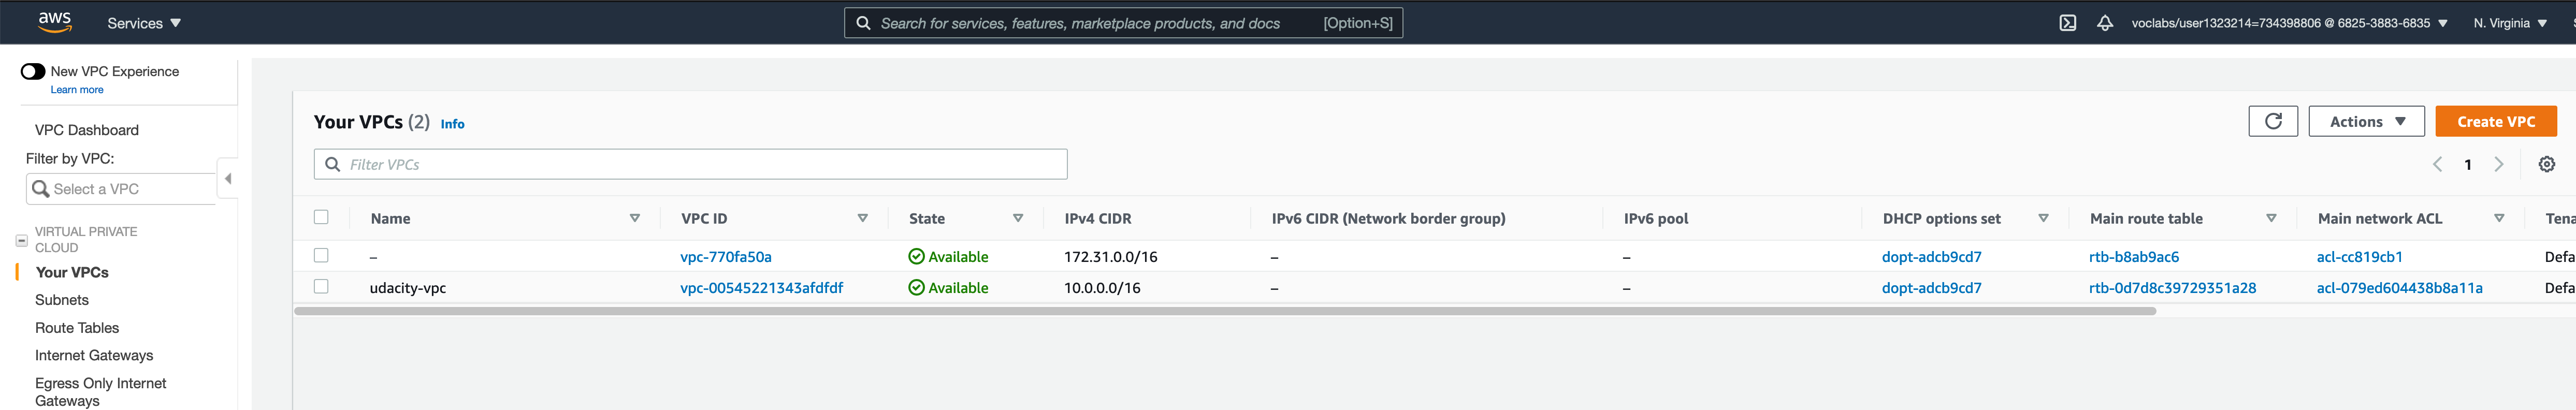 aws Services Search for services, features, marketplace products, and docs [Option+S] voclabs/user1323214=734398806 @ 6825-3883-6835 N. Virginia
New VPC Experience
Learn more
VPC Dashboard
Filter by VPC:
Select a VPC
VIRTUAL PRIVATE
CLOUD
Your VPCs
Subnets
Route Tables
Internet Gateways
Egress Only Internet
Gateways
Your VPCs (2) Info Actions Create VPC
Filter VPCs 1
Name VPC ID State IPv4 CIDR IPv6 CIDR (Network border group) IPv6 pool DHCP options set Main route table Main network ACL Tena
– vpc-770fa50a Available 172.31.0.0/16 – – dopt-adcb9cd7 rtb-b8ab9ac6 acl-cc819cb1 Defa
udacity-vpc vpc-00545221343afdfdf Available 10.0.0.0/16 – – dopt-adcb9cd7 rtb-0d7d8c39729351a28 acl-079ed604438b8a11a Defa